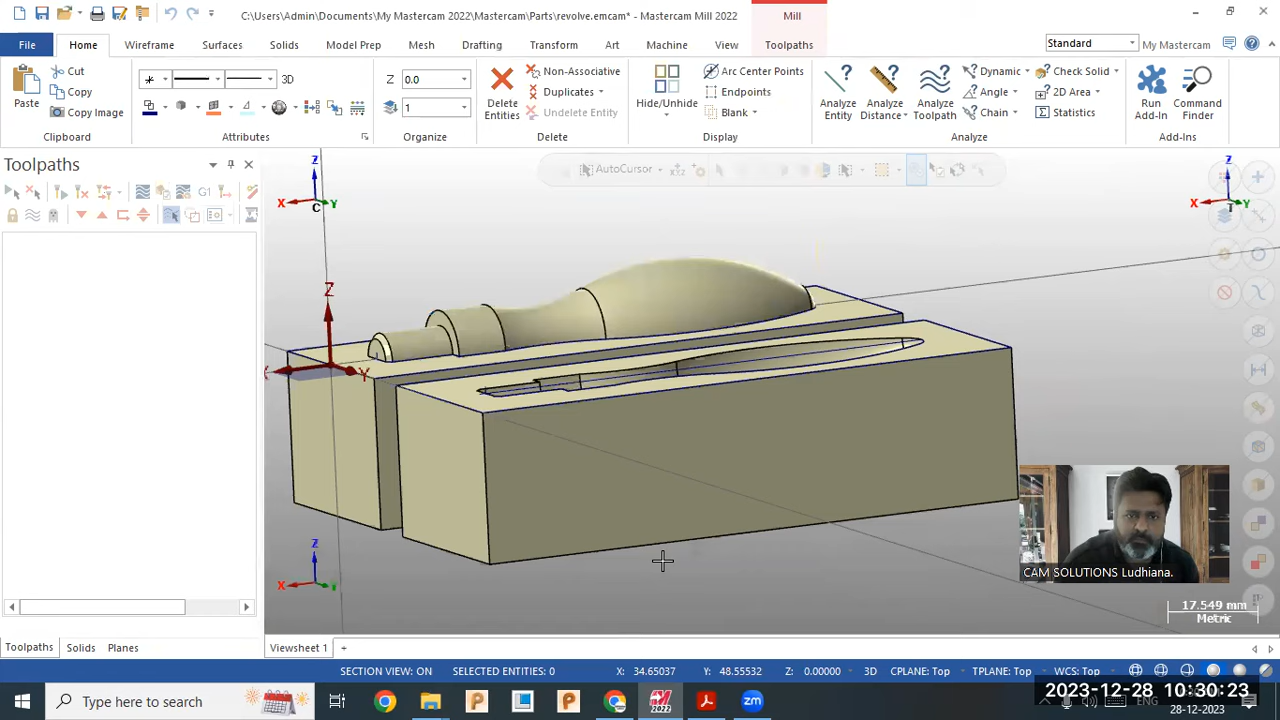 C:\Users\Admin\Documents\My Mastercam 2022\Mastercam\Parts\revolve.emcam* - Mastercam Mill 2022
Mill
File Home Wireframe Surfaces Solids Model Prep Mesh Drafting Transform Art Machine View Toolpaths
Standard My Mastercam
Paste Cut Copy Copy Image
Clipboard
3D
Attributes
Z 0.0
1
Organize
Delete Entities
Non-Associative
Duplicates
Undelete Entity
Delete
Hide/Unhide
Arc Center Points
Endpoints
Blank
Display
Analyze Entity
Analyze Distance
Analyze Toolpath
Dynamic
Angle
Chain
Check Solid
2D Area
Statistics
Analyze
Run Add-In
Command Finder
Add-Ins
Toolpaths
G1
AutoCursor
Z
X Y
C
Z
X Y
T
Z
X
Y
Z
X Y
CAM SOLUTIONS Ludhiana.
17.549 mm
Metric
Toolpaths Solids Planes
Viewsheet 1 +
SECTION VIEW: ON SELECTED ENTITIES: 0 X: 34.65037 Y: 48.55532 Z: 0.00000 3D CPLANE: Top TPLANE: Top WCS: Top
Type here to search
2022
zm
ENG
2023-12-28 10:30:23
28-12-2023